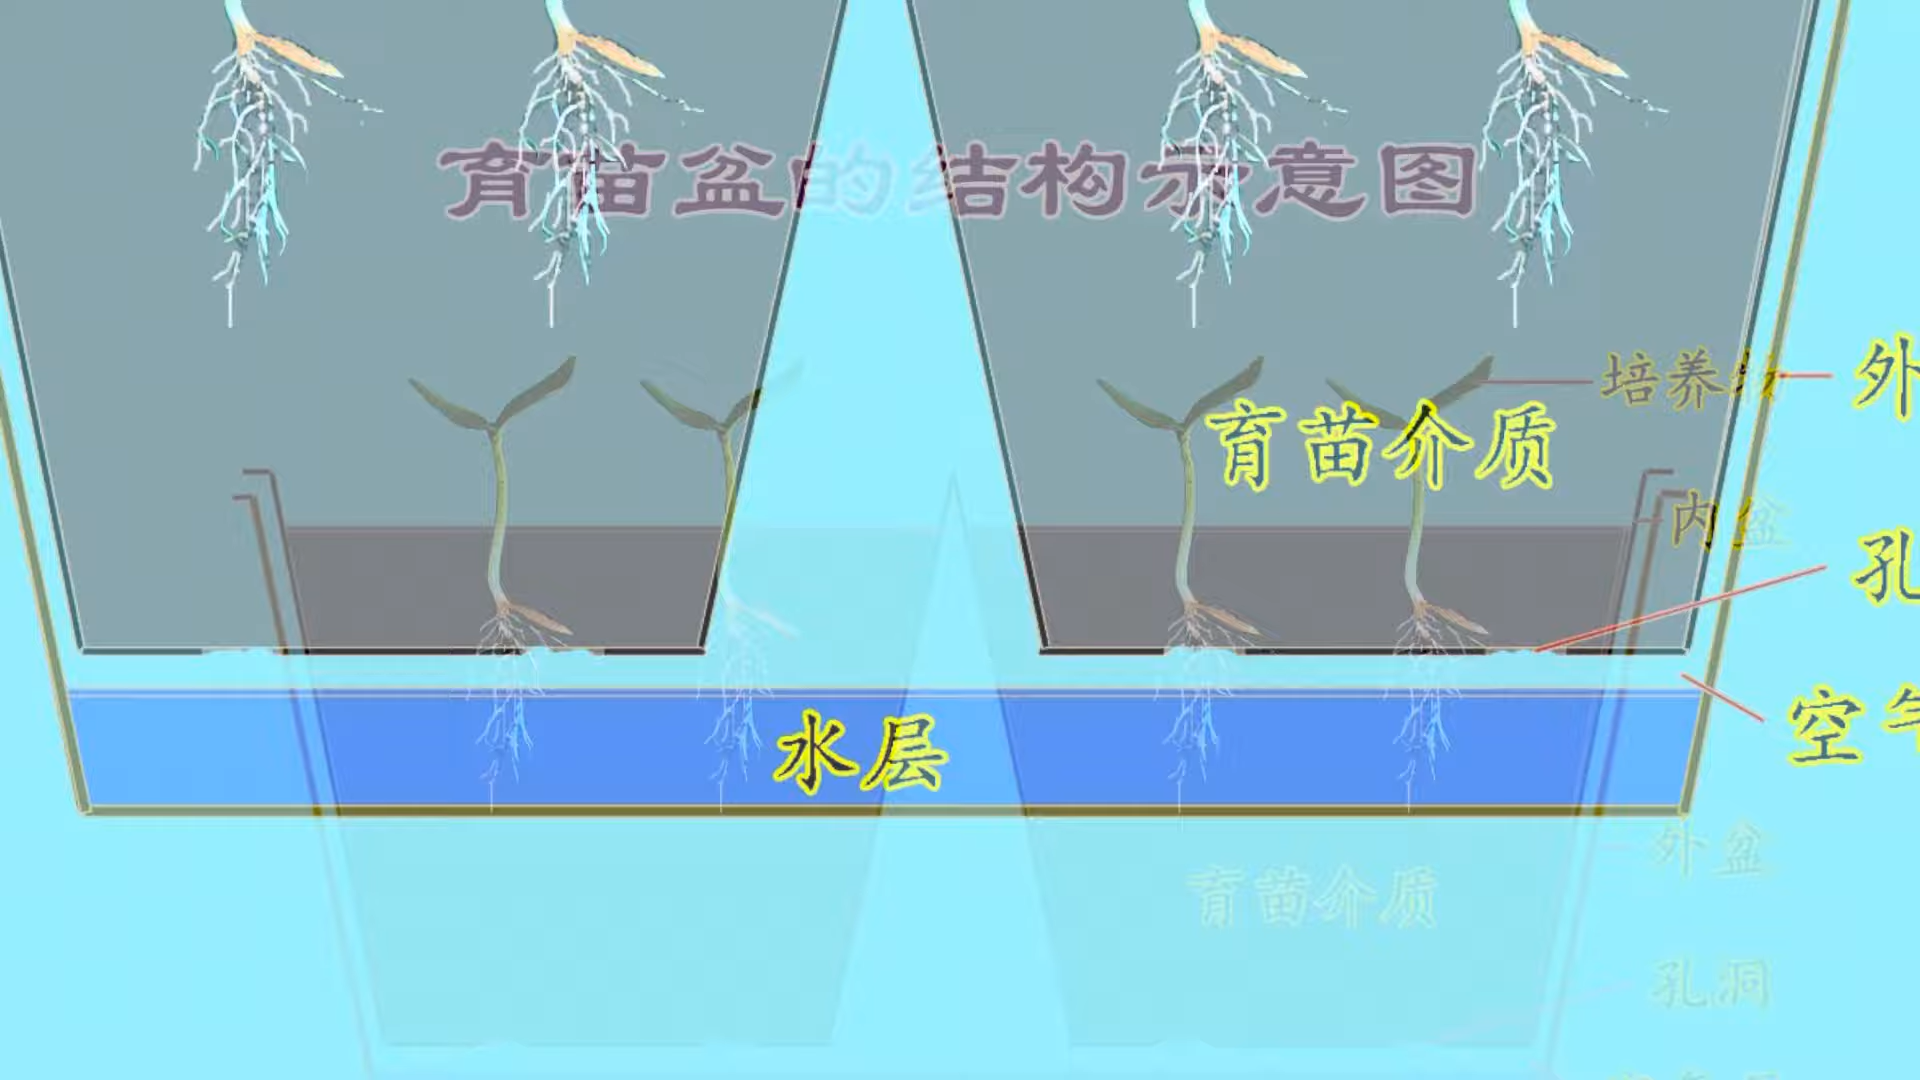 育苗盆的结构示意图
培养
外
育苗介质
内盆
孔
空气
水层
外盆
育苗介质
孔洞